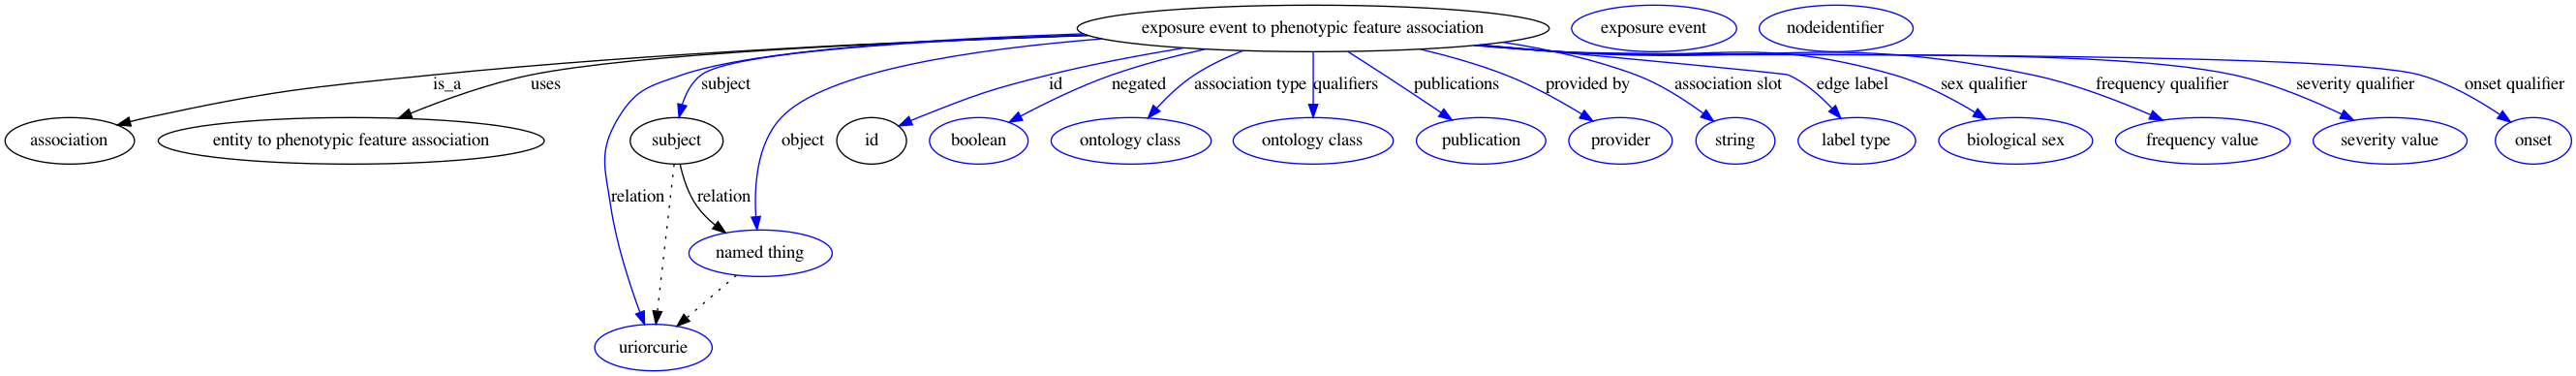 exposure event to phenotypic feature association
exposure event
nodeidentifier
is_a
uses
subject
id
negated
association type
qualifiers
publications
provided by
association slot
edge label
sex qualifier
frequency qualifier
severity qualifier
onset qualifier
association
entity to phenotypic feature association
subject
object
id
boolean
ontology class
ontology class
publication
provider
string
label type
biological sex
frequency value
severity value
onset
relation
relation
named thing
uriorcurie